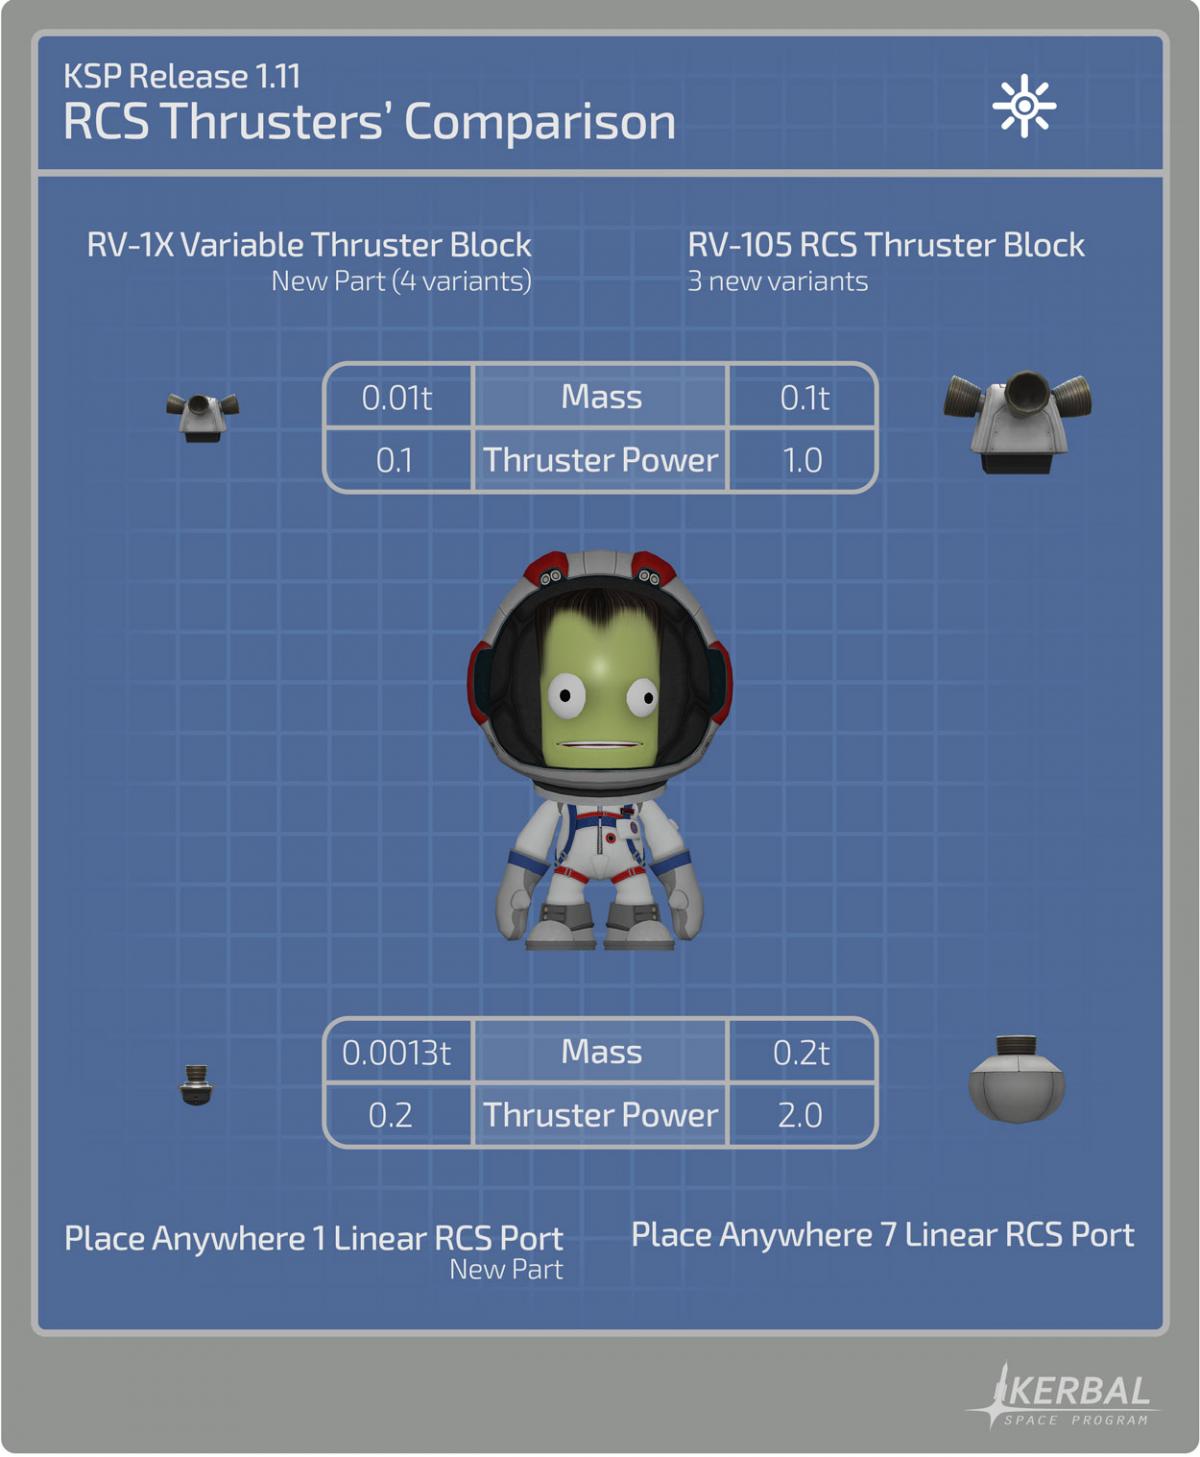 KSP Release 1.11
RCS Thrusters’ Comparison
RV-1X Variable Thruster Block
New Part (4 variants)
RV-105 RCS Thruster Block
3 new variants
0.01t Mass 0.1t
0.1 Thruster Power 1.0
0.0013t Mass 0.2t
0.2 Thruster Power 2.0
Place Anywhere 1 Linear RCS Port
New Part
Place Anywhere 7 Linear RCS Port
KERBAL
SPACE PROGRAM